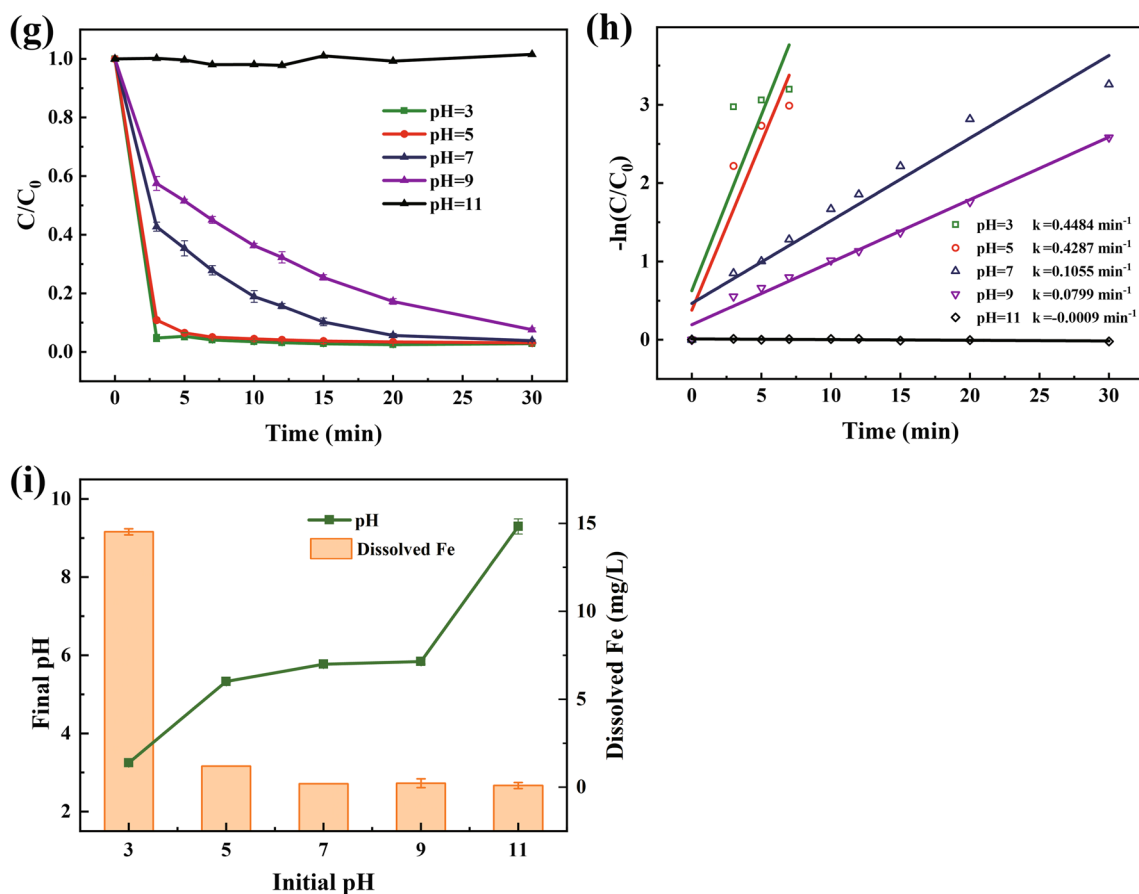 (g)
1.0
0.8
0.6
0.4
0.2
0.0
C/C₀
pH=3
pH=5
pH=7
pH=9
pH=11
0 5 10 15 20 25 30
Time (min)
(h)
3
2
1
0
-ln(C/C₀)
pH=3 k=0.4484 min⁻¹
pH=5 k=0.4287 min⁻¹
pH=7 k=0.1055 min⁻¹
pH=9 k=0.0799 min⁻¹
pH=11 k=-0.0009 min⁻¹
0 5 10 15 20 25 30
Time (min)
(i)
10
8
6
4
2
Final pH
pH
Dissolved Fe
15
10
5
0
Dissolved Fe (mg/L)
3 5 7 9 11
Initial pH